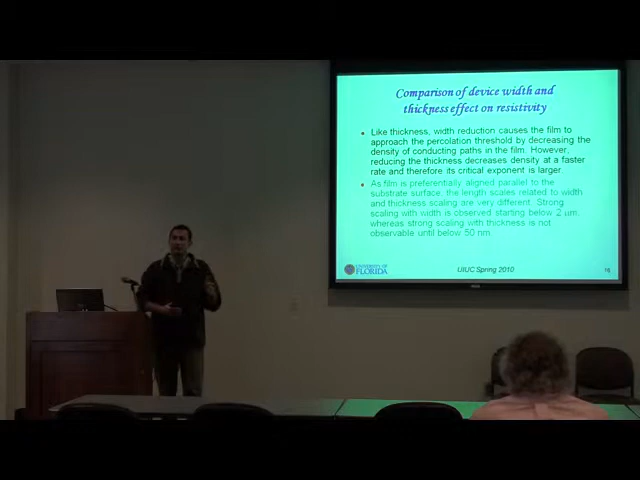 Comparison of device width and
thickness effect on resistivity
• Like thickness, width reduction causes the film to
approach the percolation threshold by decreasing the
density of conducting paths in the film. However,
reducing the thickness decreases density at a faster
rate and therefore its critical exponent is larger.
• As film is preferentially aligned parallel to the
substrate surface, the length scales related to width
and thickness scaling are very different. Strong
scaling with width is observed starting below 2 µm,
whereas strong scaling with thickness is not
observable until below 50 nm.
UNIVERSITY of
FLORIDA
UIUC Spring 2010